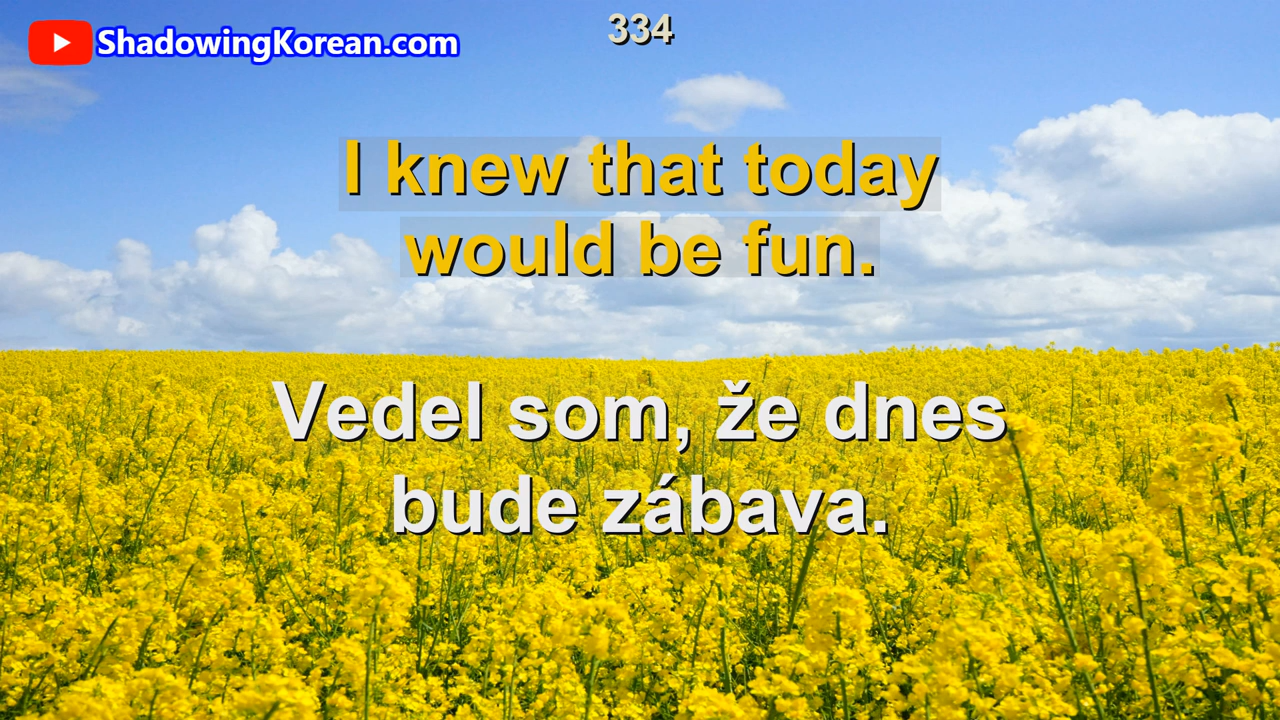 ShadowingKorean.com
334
I knew that today
would be fun.
Vedel som, že dnes
bude zábava.